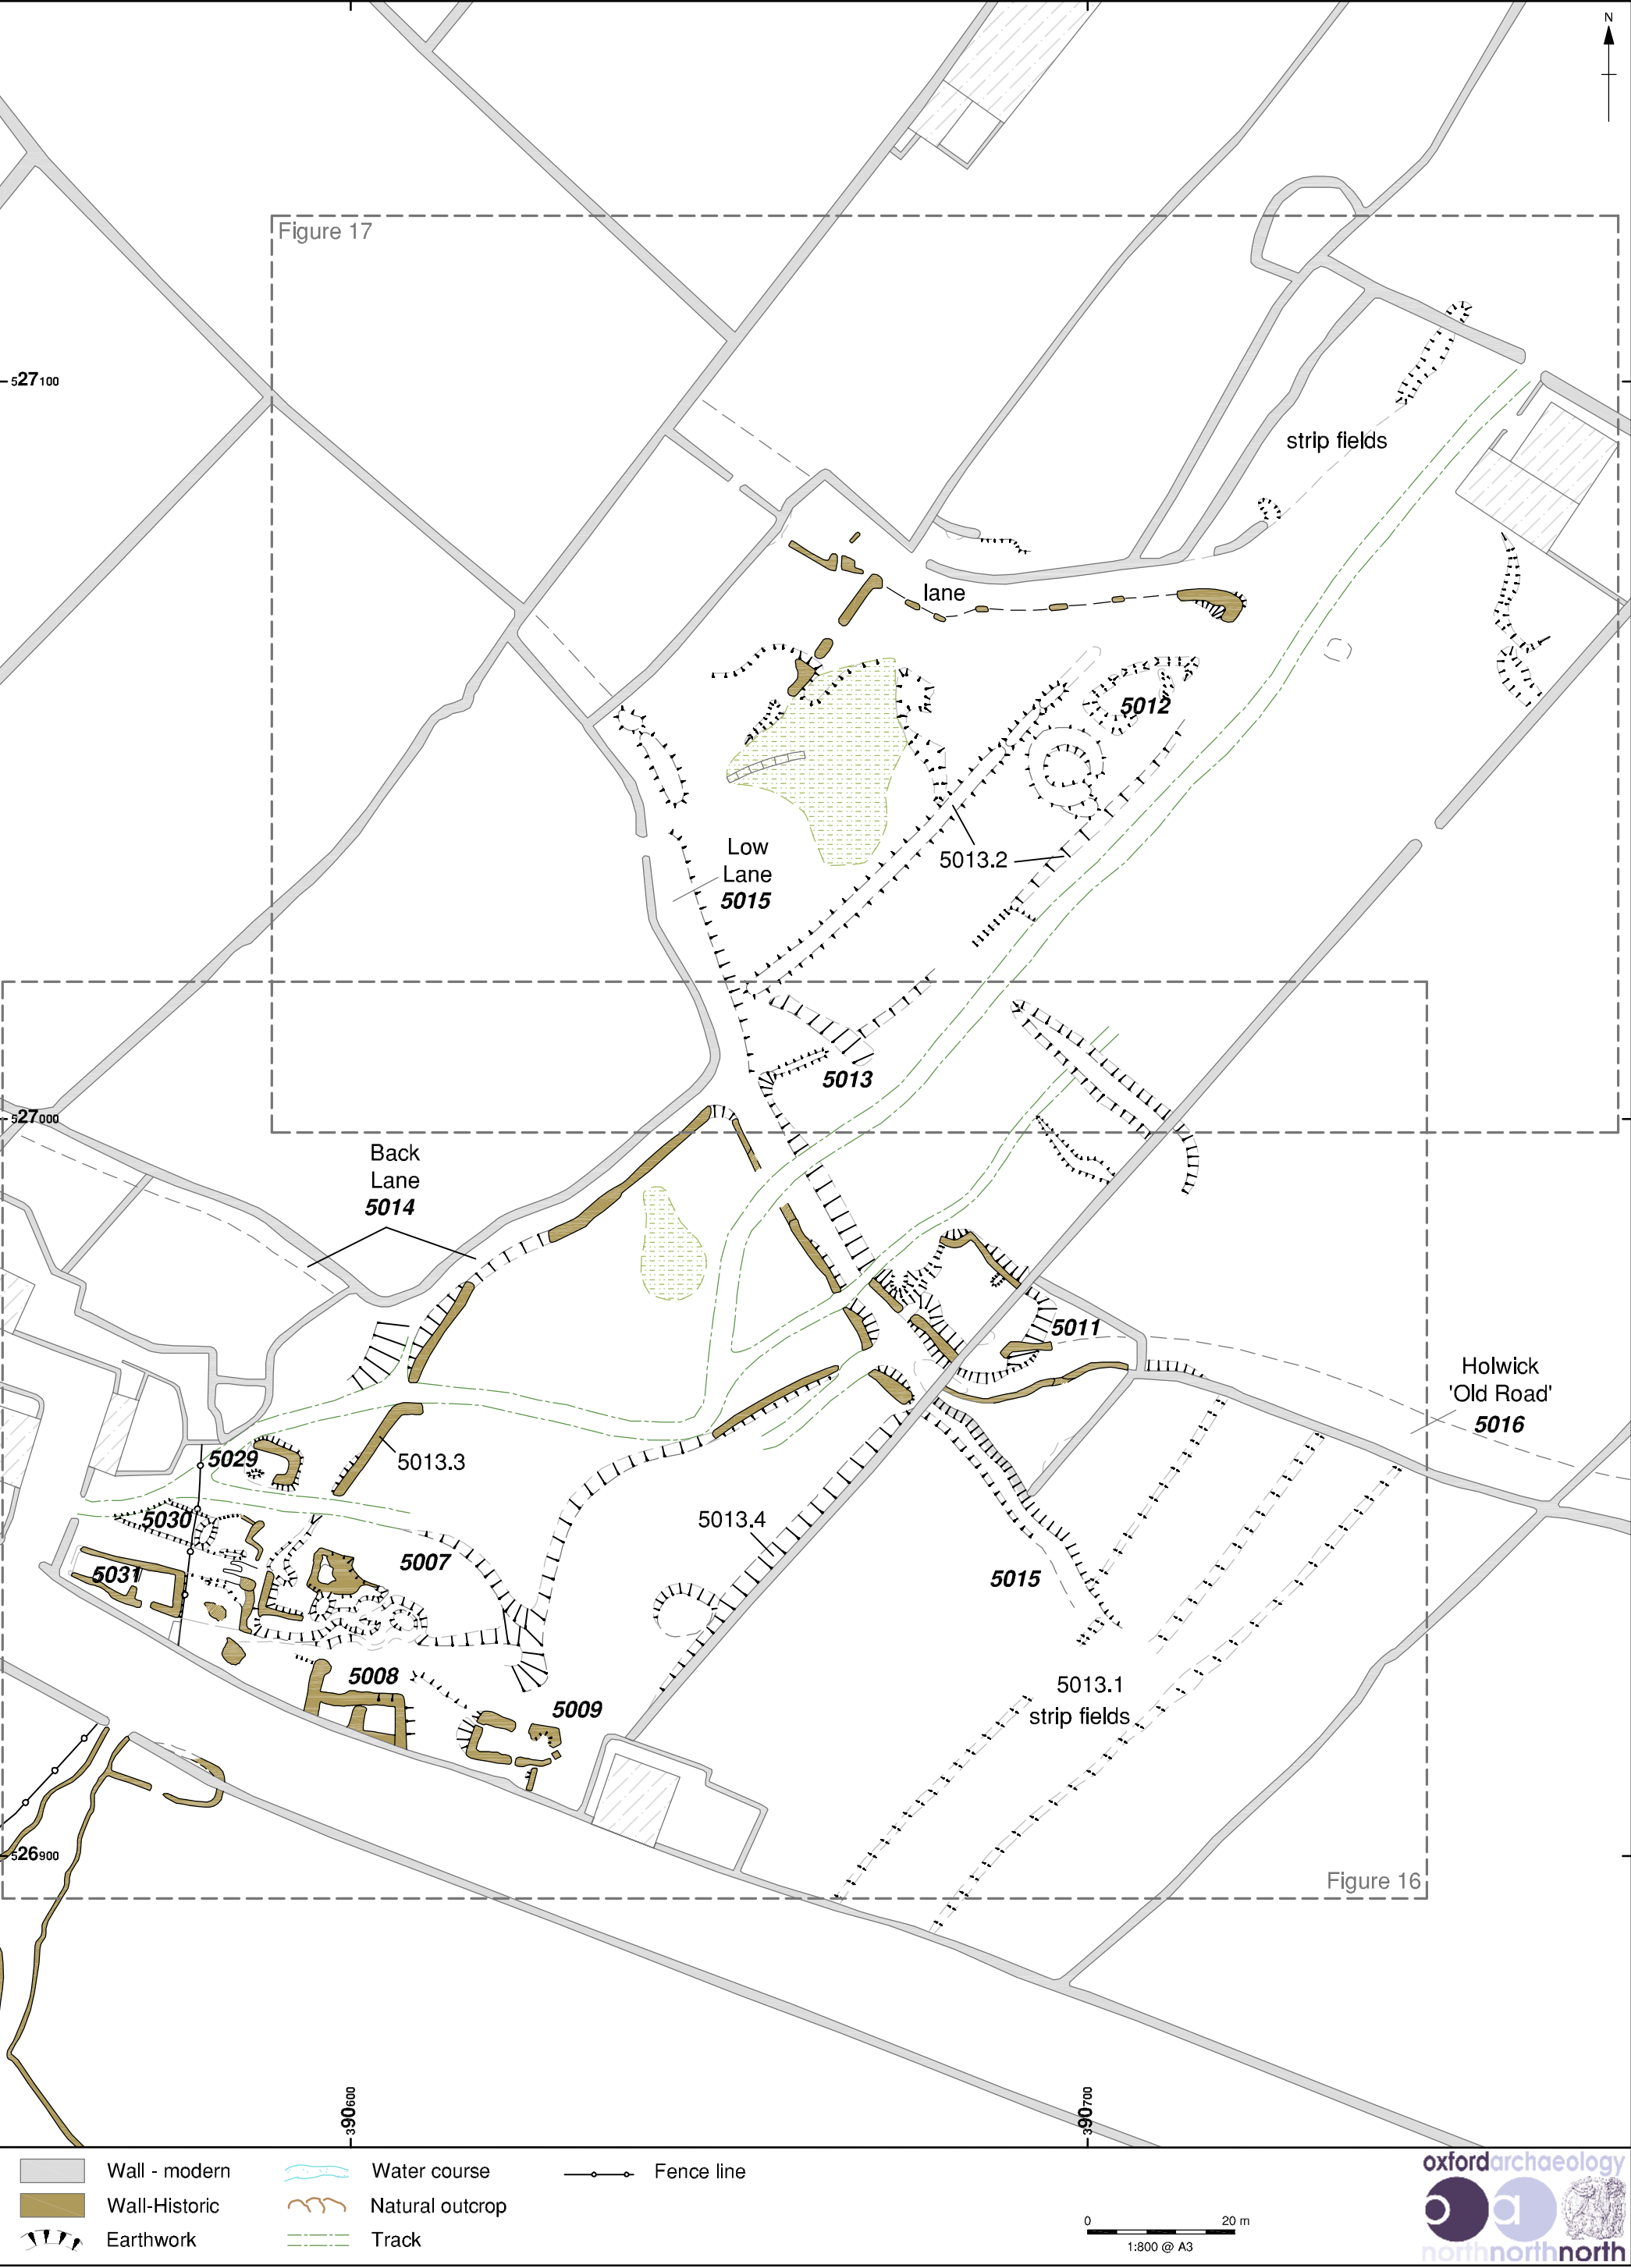 N
Figure 17
527100
strip fields
lane
5012
5013.2
Low
Lane
5015
5013
527000
Back
Lane
5014
5011
Holwick
'Old Road'
5016
5029
5013.3
5030
5013.4
5007
5031
5015
5008
5013.1
strip fields
5009
526900
Figure 16
390600
390700
Wall - modern
Water course
Fence line
Wall-Historic
Natural outcrop
Earthwork
Track
0
20 m
1:800 @ A3
oxfordarchaeology
oa
northnorthnorth